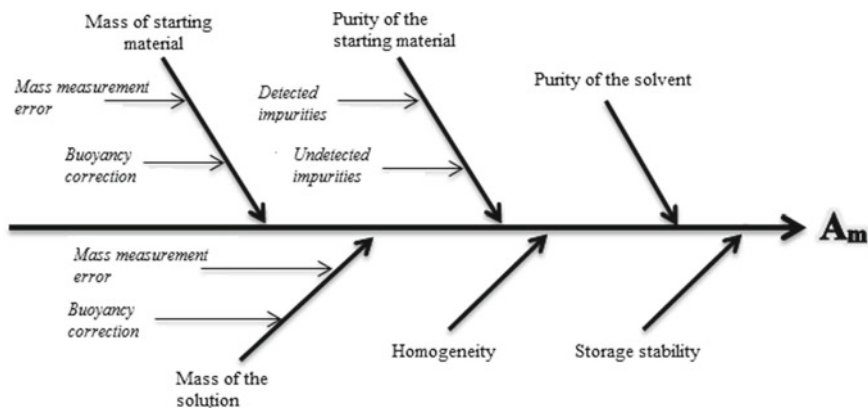 Mass of starting
material
Purity of the
starting material
Purity of the solvent
Mass measurement
error
Detected
impurities
Buoyancy
correction
Undetected
impurities
Am
Mass measurement
error
Buoyancy
correction
Homogeneity
Storage stability
Mass of the
solution